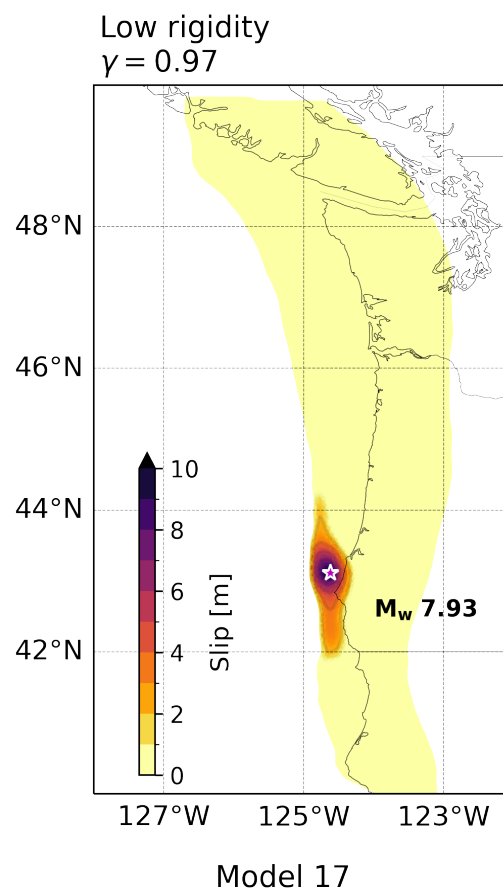 Low rigidity
γ = 0.97
48°N
46°N
44°N
42°N
10
8
6
4
2
0
Slip [m]
M_w 7.93
127°W 125°W 123°W
Model 17